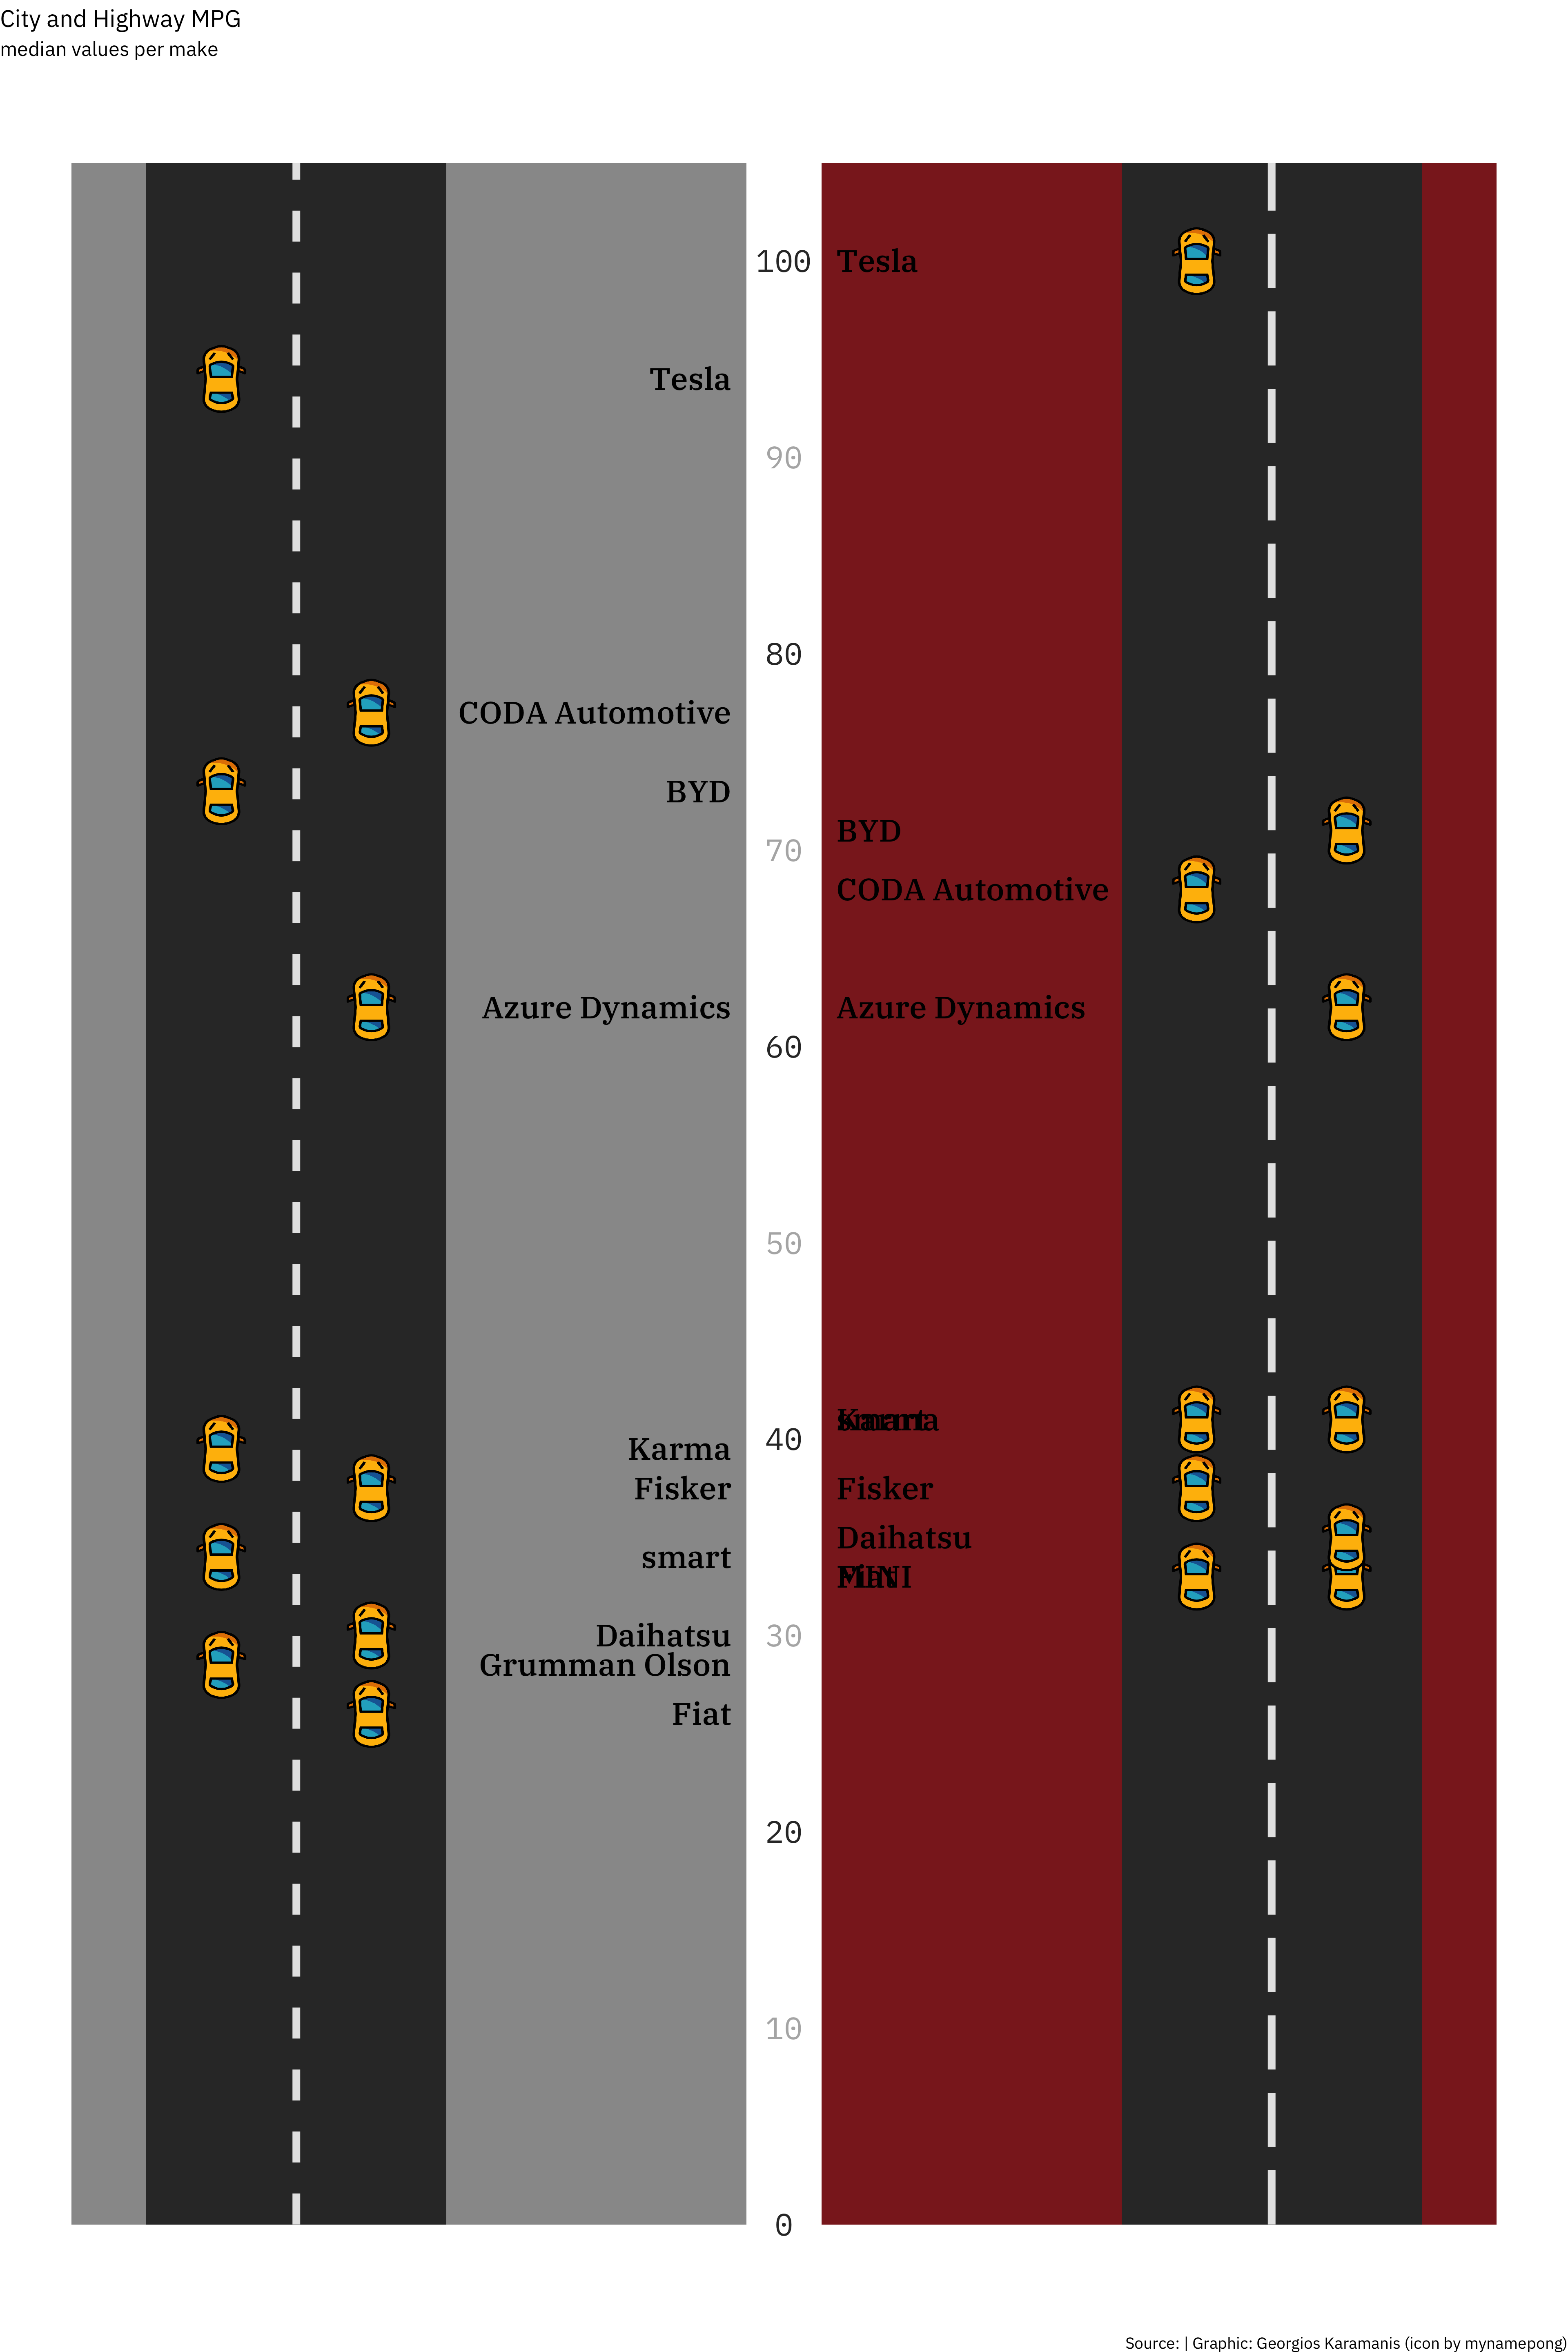 City and Highway MPG
median values per make
Tesla
CODA Automotive
BYD
Azure Dynamics
Karma
Fisker
smart
Daihatsu
Grumman Olson
Fiat
100
90
80
70
60
50
40
30
20
10
0
Tesla
BYD
CODA Automotive
Azure Dynamics
Karma
smart
Fisker
Daihatsu
Fiat
MINI
Source: | Graphic: Georgios Karamanis (icon by mynamepong)